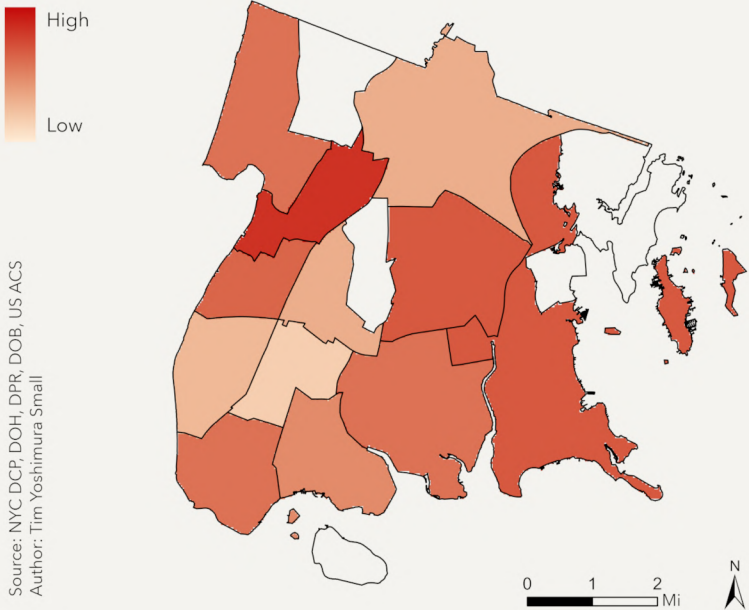 High
Low
Source: NYC DCP, DOH, DPR, DOB, US ACS
Author: Tim Yoshimura Small
N
0 1 2
Mi